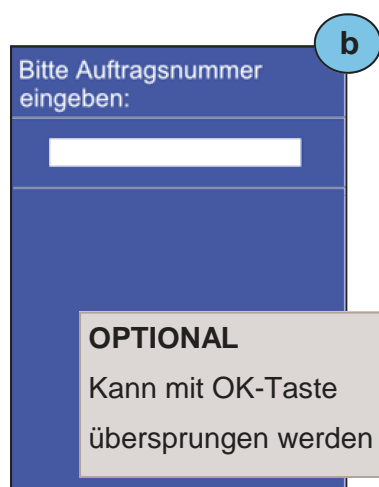 b
Bitte Auftragsnummer
eingeben:
OPTIONAL
Kann mit OK-Taste
übersprungen werden